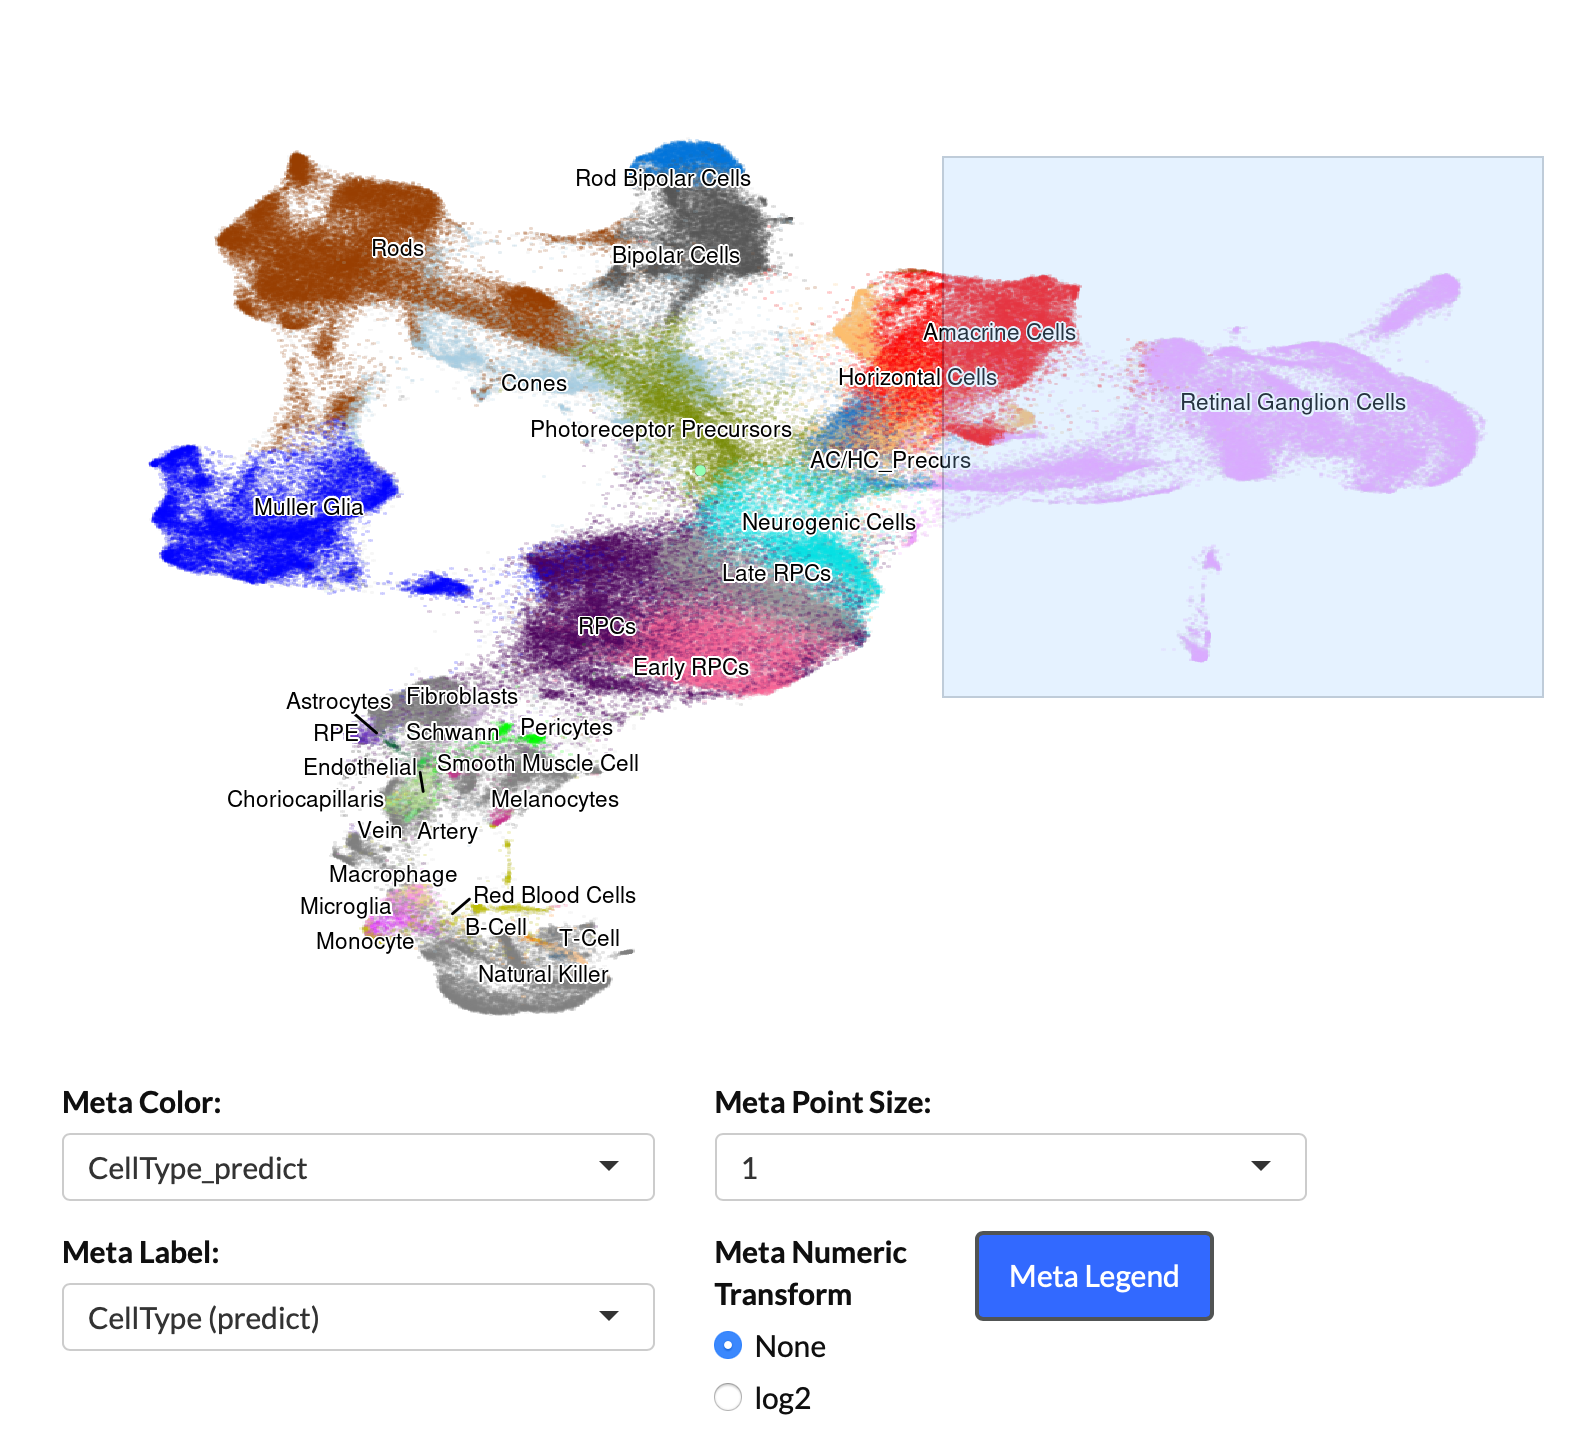 Rod Bipolar Cells
Rods
Bipolar Cells
Amacrine Cells
Cones
Horizontal Cells
Retinal Ganglion Cells
Photoreceptor Precursors
AC/HC_Precurs
Muller Glia
Neurogenic Cells
Late RPCs
RPCs
Early RPCs
Astrocytes
Fibroblasts
RPE
Schwann
Pericytes
Endothelial
Smooth Muscle Cell
Choriocapillaris
Melanocytes
Vein
Artery
Macrophage
Red Blood Cells
Microglia
B-Cell
T-Cell
Monocyte
Natural Killer
Meta Color:
CellType_predict
Meta Point Size:
1
Meta Label:
CellType (predict)
Meta Numeric
Transform
None
log2
Meta Legend